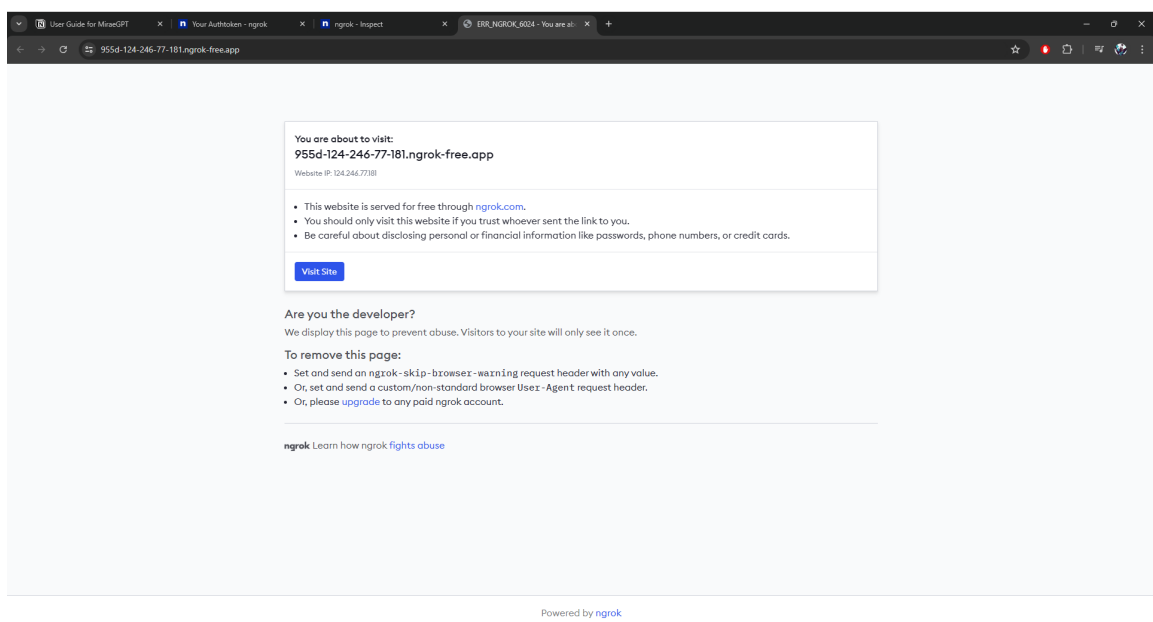 User Guide for MiraeGPT
Your Authtoken - ngrok
ngrok - Inspect
ERR_NGROK_6024 - You are ab
955d-124-246-77-181.ngrok-free.app
You are about to visit:
955d-124-246-77-181.ngrok-free.app
Website IP: 124.246.77.181
• This website is served for free through ngrok.com.
• You should only visit this website if you trust whoever sent the link to you.
• Be careful about disclosing personal or financial information like passwords, phone numbers, or credit cards.
Visit Site
Are you the developer?
We display this page to prevent abuse. Visitors to your site will only see it once.
To remove this page:
• Set and send an ngrok-skip-browser-warning request header with any value.
• Or, set and send a custom/non-standard browser User-Agent request header.
• Or, please upgrade to any paid ngrok account.
ngrok Learn how ngrok fights abuse
Powered by ngrok